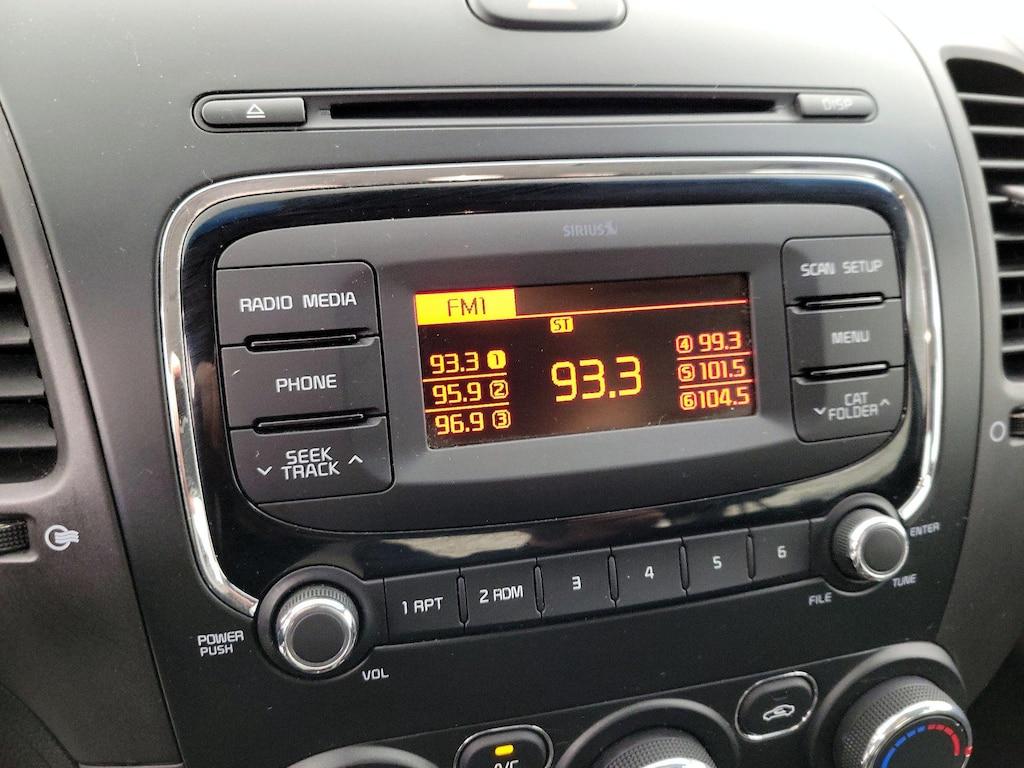 DISP
SIRIUS
RADIO MEDIA
PHONE
SEEK
TRACK
FM1
ST
93.3 1
95.9 2
96.9 3
93.3
4 99.3
5 101.5
6 104.5
SCAN SETUP
MENU
CAT
FOLDER
POWER
PUSH
VOL
1 RPT
2 RDM
3
4
5
6
FILE
TUNE
ENTER
A/C